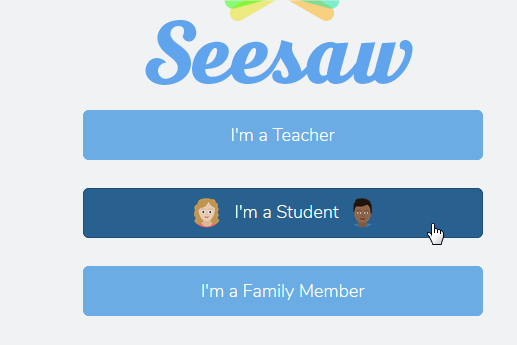 Seesaw
I'm a Teacher
I'm a Student
I'm a Family Member